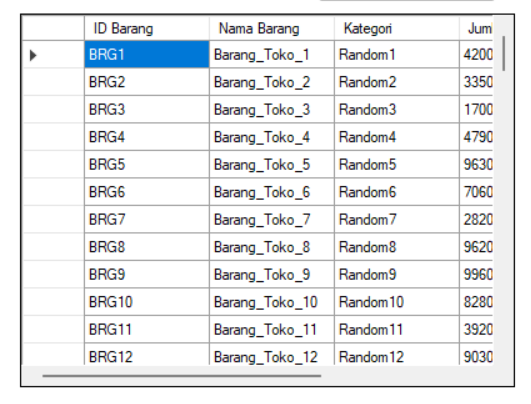 ID Barang Nama Barang Kategori Jum
BRG1 Barang_Toko_1 Random1 4200
BRG2 Barang_Toko_2 Random2 3350
BRG3 Barang_Toko_3 Random3 1700
BRG4 Barang_Toko_4 Random4 4790
BRG5 Barang_Toko_5 Random5 9630
BRG6 Barang_Toko_6 Random6 7060
BRG7 Barang_Toko_7 Random7 2820
BRG8 Barang_Toko_8 Random8 9620
BRG9 Barang_Toko_9 Random9 9960
BRG10 Barang_Toko_10 Random10 8280
BRG11 Barang_Toko_11 Random11 3920
BRG12 Barang_Toko_12 Random12 9030